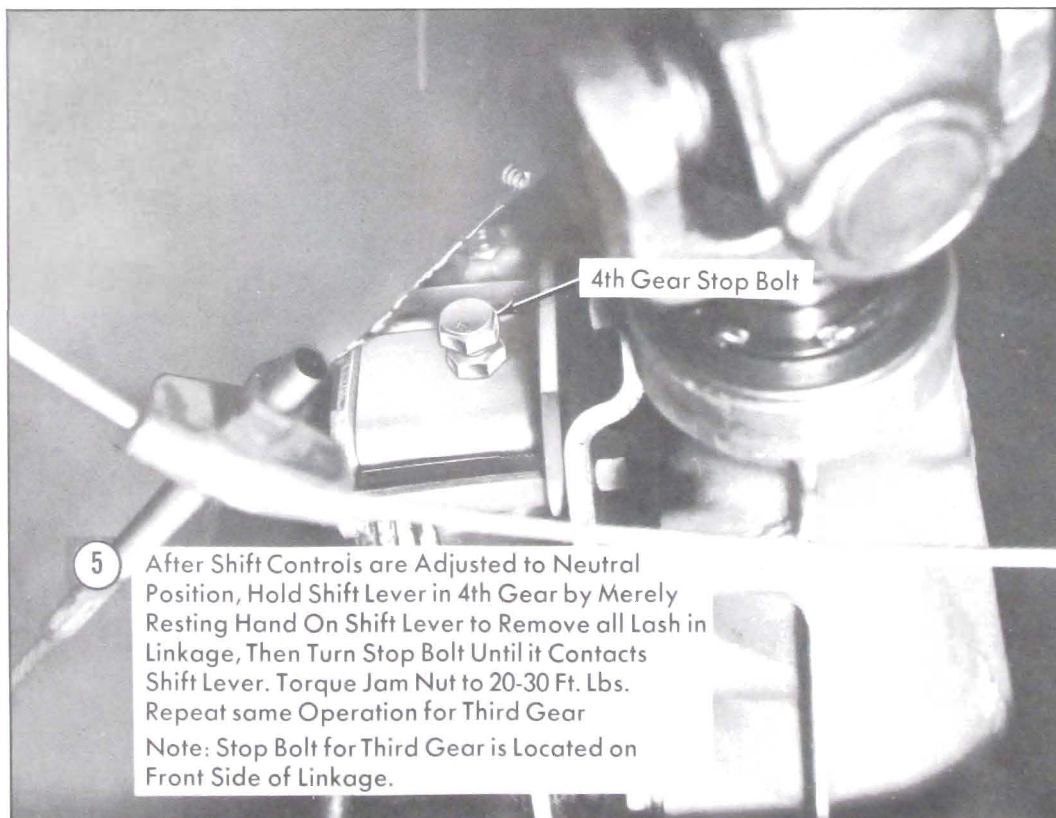 4th Gear Stop Bolt
5
After Shift Controls are Adjusted to Neutral
Position, Hold Shift Lever in 4th Gear by Merely
Resting Hand On Shift Lever to Remove all Lash in
Linkage, Then Turn Stop Bolt Until it Contacts
Shift Lever. Torque Jam Nut to 20-30 Ft. Lbs.
Repeat same Operation for Third Gear
Note: Stop Bolt for Third Gear is Located on
Front Side of Linkage.